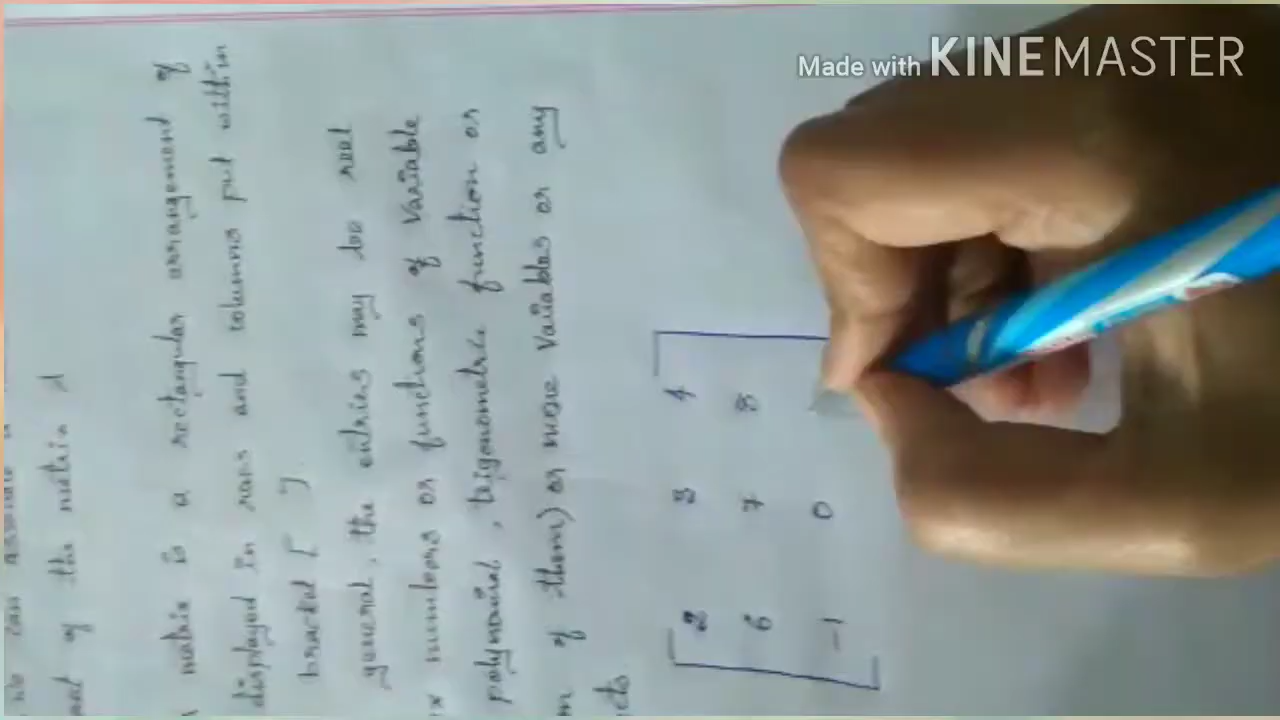 Made with KINEMASTER
we can
of the matrix A
matrix is a rectangular arrangement of
displayed in rows and columns put within
bracket [ ].
general, the entries may be real
numbers or functions of variable
polynomial, trigonometric function or
of them) or more variables or any
2 3 4
6 7 8
-1 0